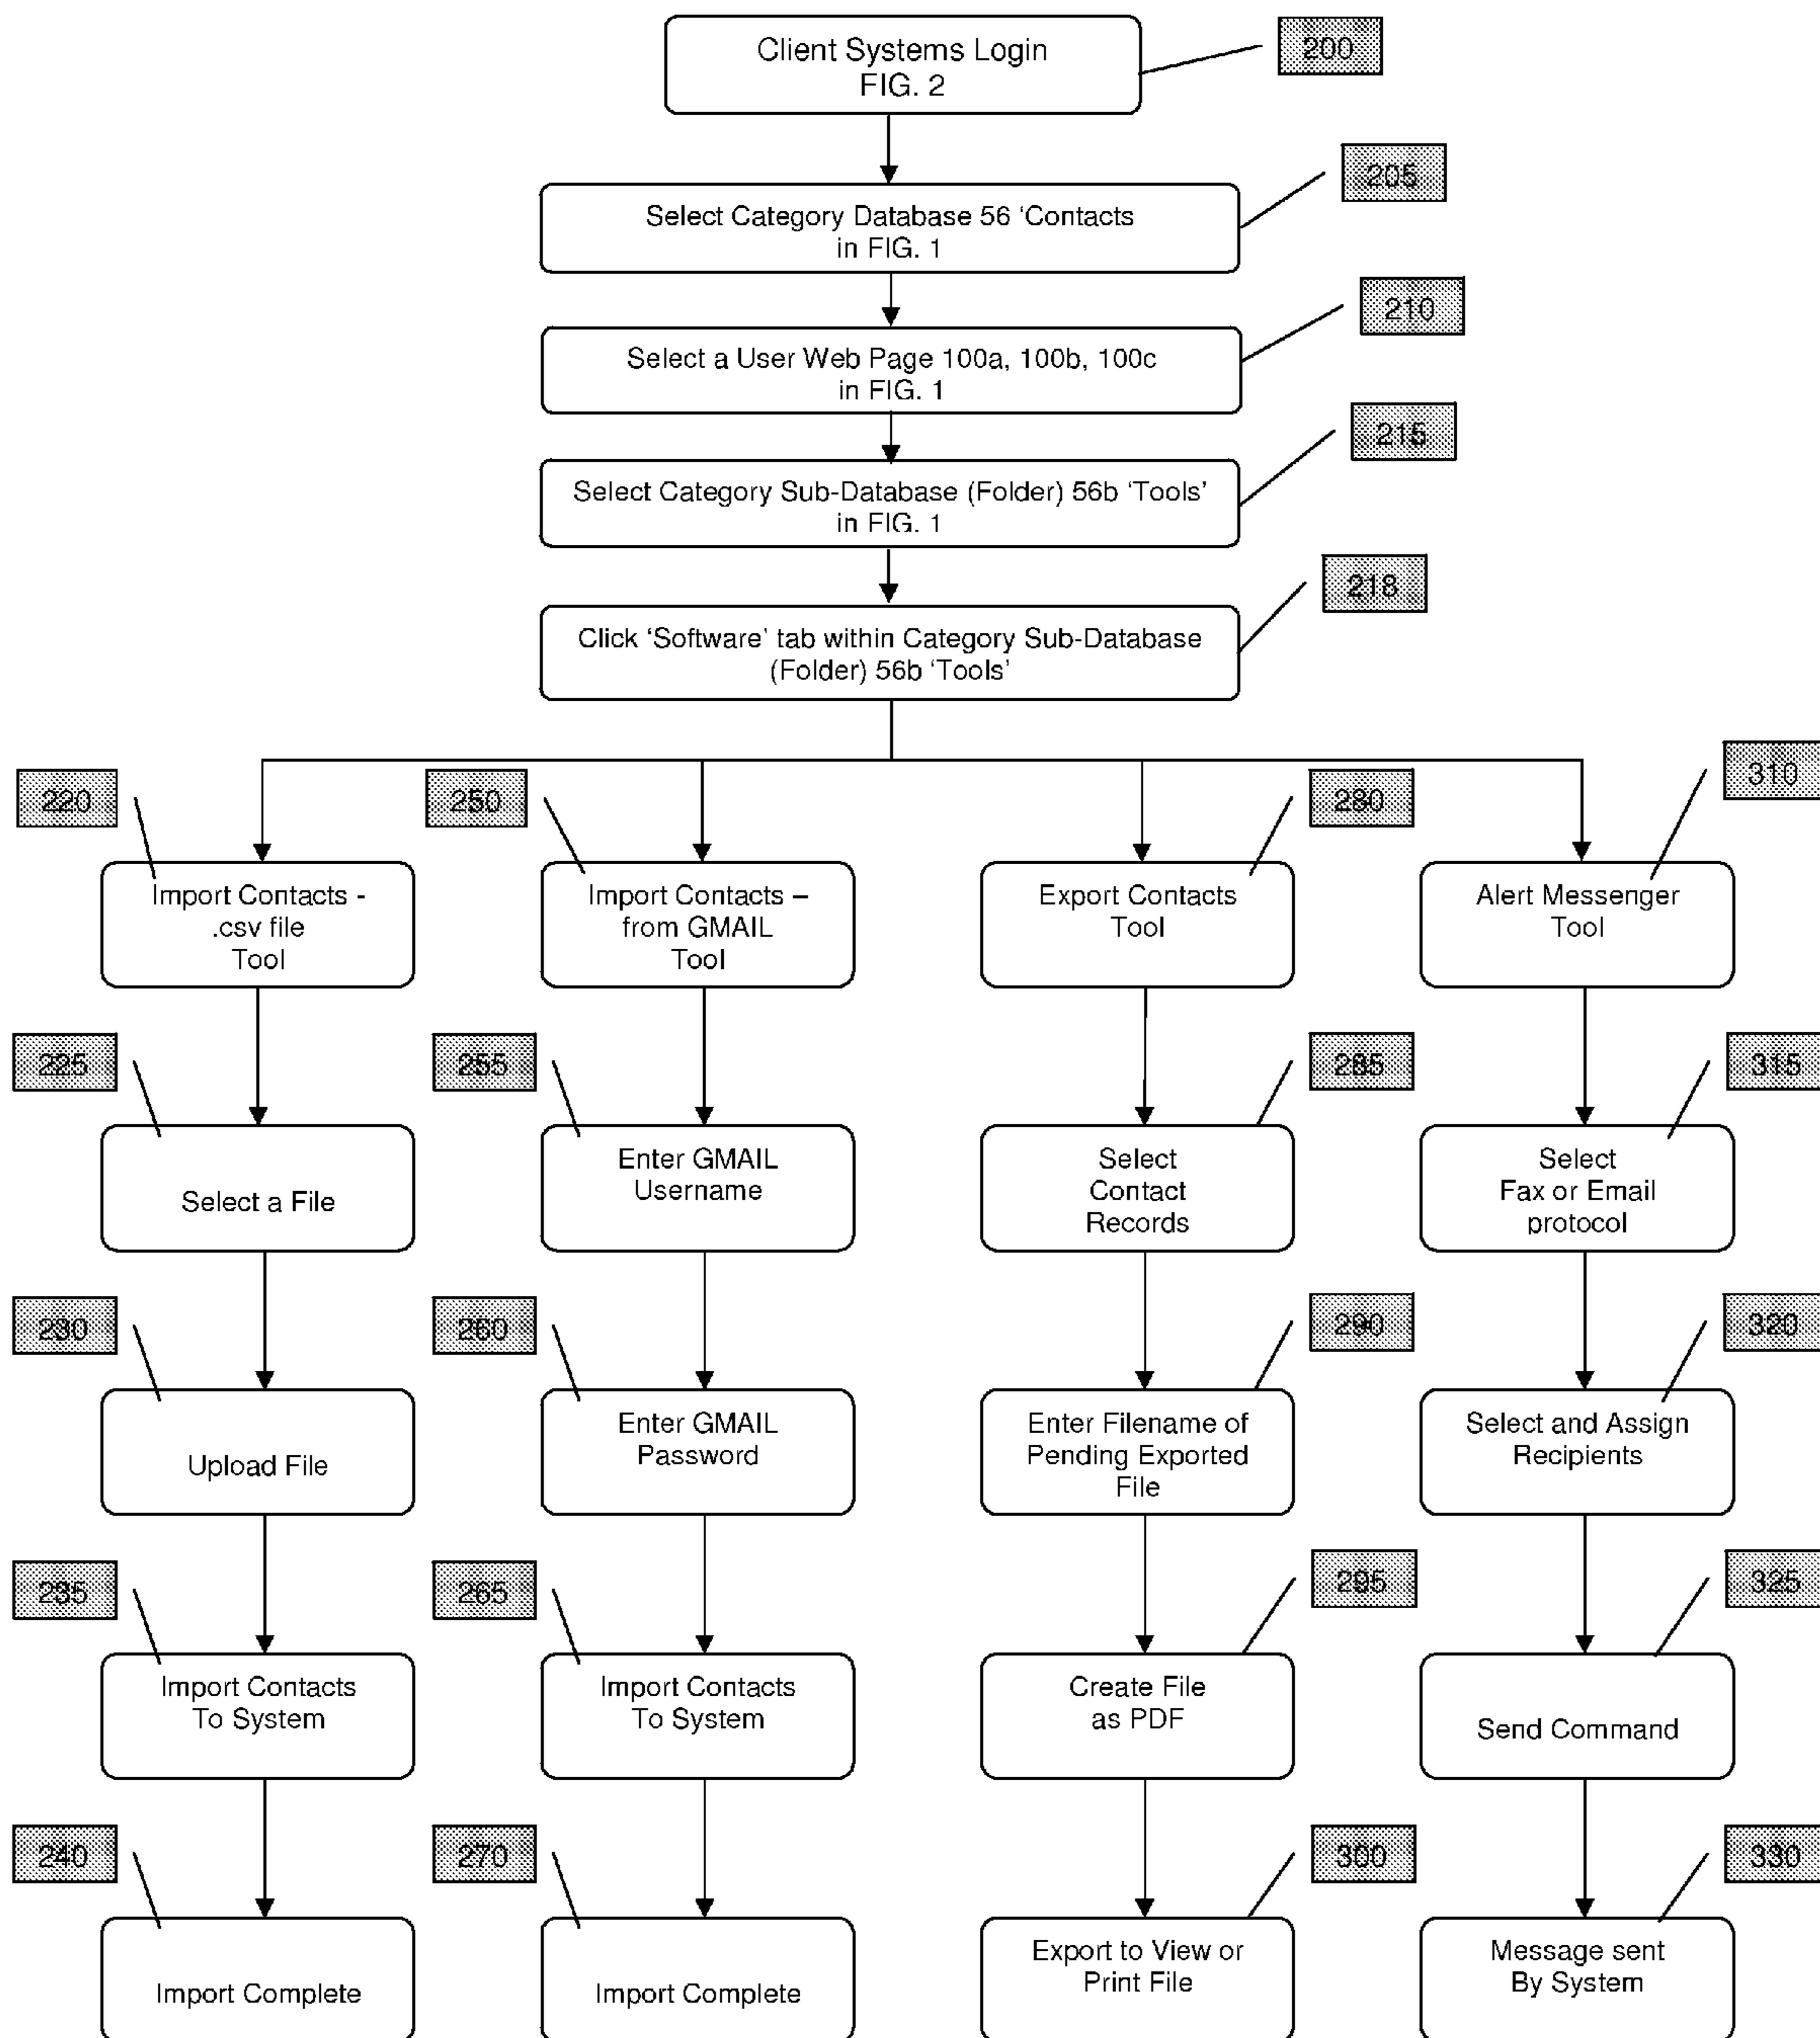 Client Systems Login
FIG. 2
200
Select Category Database 56 ‘Contacts
in FIG. 1
205
Select a User Web Page 100a, 100b, 100c
in FIG. 1
210
Select Category Sub-Database (Folder) 56b ‘Tools’
in FIG. 1
215
Click ‘Software’ tab within Category Sub-Database
(Folder) 56b ‘Tools’
218
220
Import Contacts -
.csv file
Tool
250
Import Contacts –
from GMAIL
Tool
280
Export Contacts
Tool
310
Alert Messenger
Tool
225
Select a File
255
Enter GMAIL
Username
285
Select
Contact
Records
315
Select
Fax or Email
protocol
230
Upload File
260
Enter GMAIL
Password
290
Enter Filename of
Pending Exported
File
320
Select and Assign
Recipients
235
Import Contacts
To System
265
Import Contacts
To System
295
Create File
as PDF
325
Send Command
240
Import Complete
270
Import Complete
300
Export to View or
Print File
330
Message sent
By System